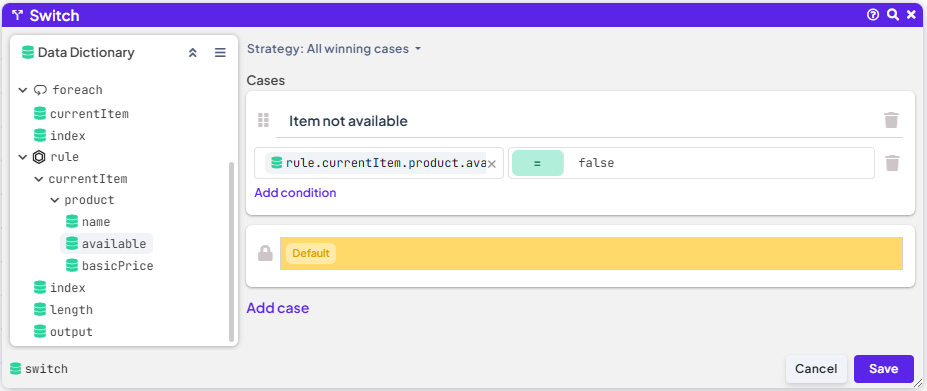 Switch
Data Dictionary
foreach
currentItem
index
rule
currentItem
product
name
available
basicPrice
index
length
output
switch
Strategy: All winning cases
Cases
Item not available
rule.currentItem.product.ava
= false
Add condition
Default
Add case
Cancel Save